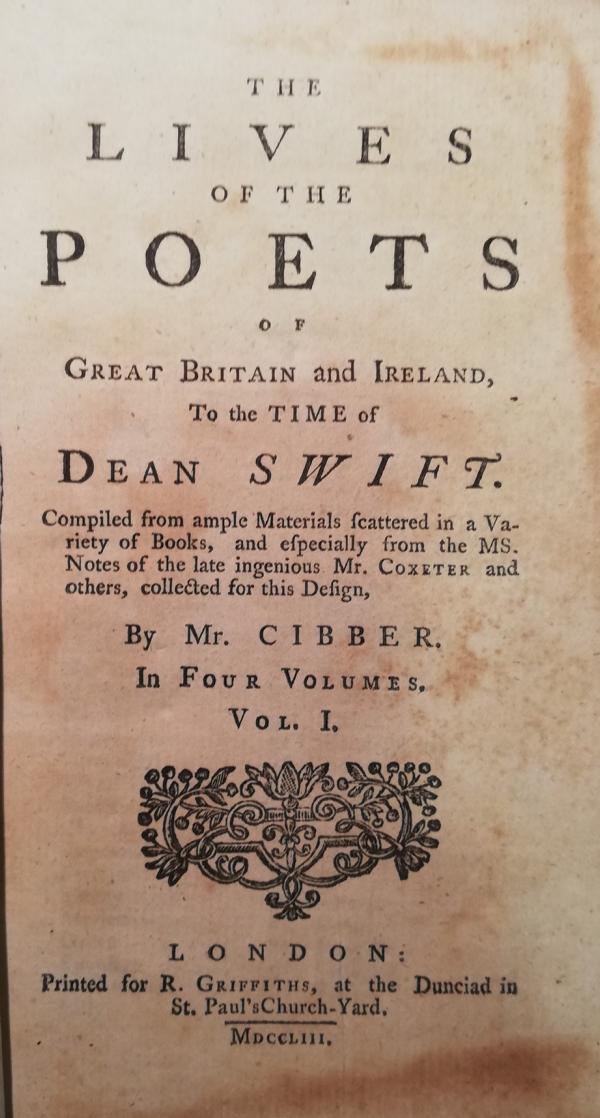 THE
LIVES
OF THE
POETS
OF
GREAT BRITAIN and IRELAND,
To the TIME of
DEAN SWIFT.
Compiled from ample Materials ſcattered in a Va-
riety of Books, and eſpecially from the MS.
Notes of the late ingenious Mr. COXETER and
others, collected for this Deſign,
By Mr. CIBBER.
In FOUR VOLUMES.
VOL. I.
LONDON:
Printed for R. GRIFFITHS, at the Dunciad in
St. Paul'sChurch-Yard.
MDCCLIII.